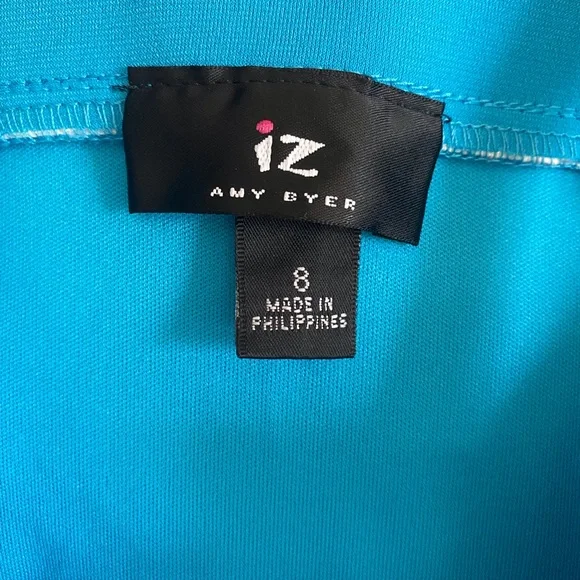 iz
AMY BYER
8
MADE IN
PHILIPPINES